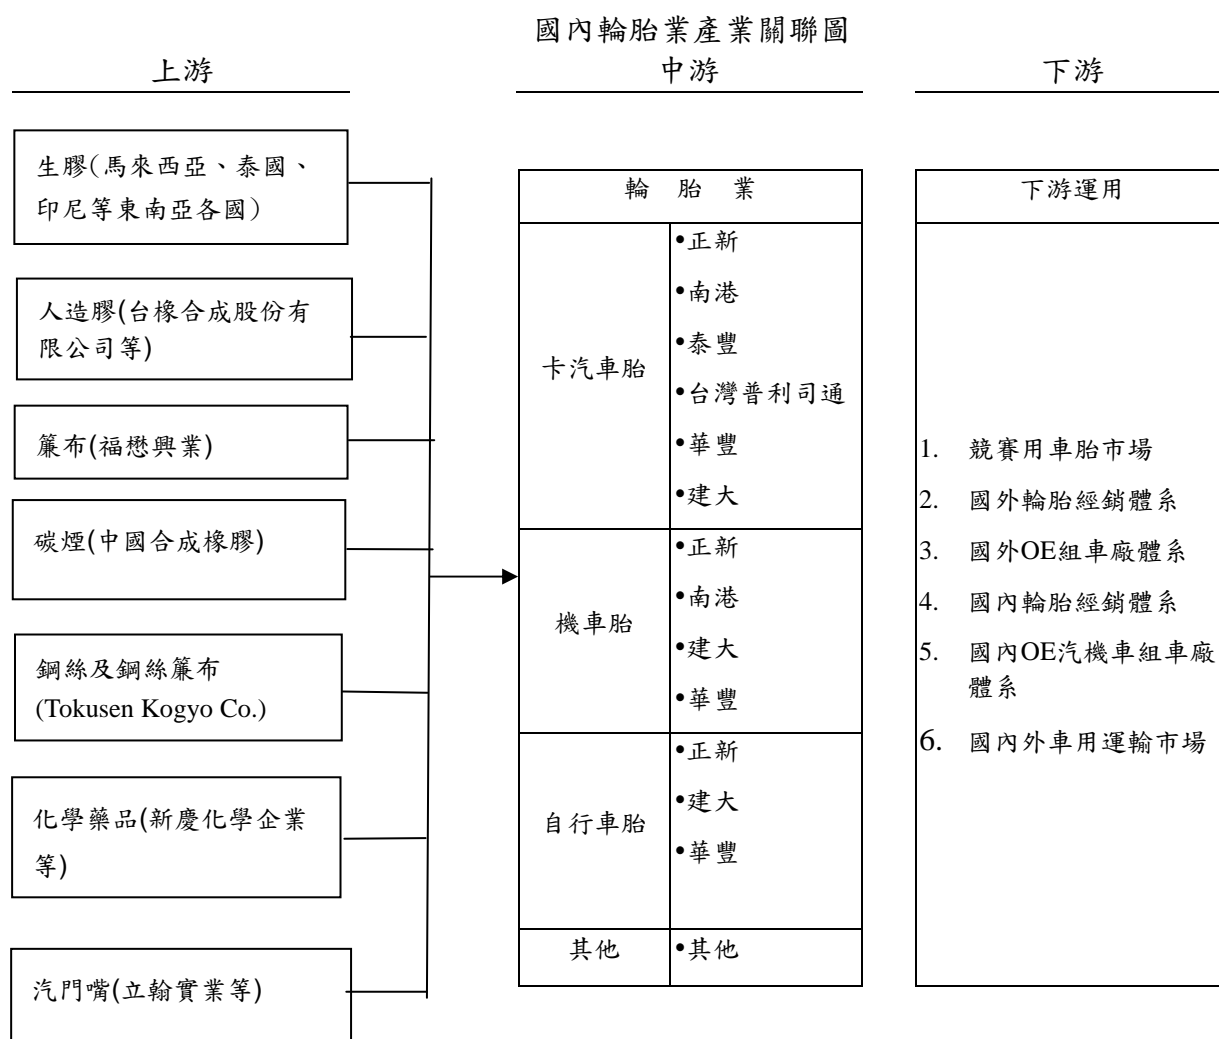 國內輪胎業產業關聯圖
上游
中游
下游
生膠(馬來西亞、泰國、
印尼等東南亞各國)
人造膠(台橡合成股份有
限公司等)
簾布(福懋興業)
碳煙(中國合成橡膠)
鋼絲及鋼絲簾布
(Tokusen Kogyo Co.)
化學藥品(新慶化學企業
等)
汽門嘴(立翰實業等)
輪 胎 業
卡汽車胎
•正新
•南港
•泰豐
•台灣普利司通
•華豐
•建大
機車胎
•正新
•南港
•建大
•華豐
自行車胎
•正新
•建大
•華豐
其他
•其他
下游運用
1. 競賽用車胎市場
2. 國外輪胎經銷體系
3. 國外OE組車廠體系
4. 國內輪胎經銷體系
5. 國內OE汽機車組車廠
體系
6. 國內外車用運輸市場